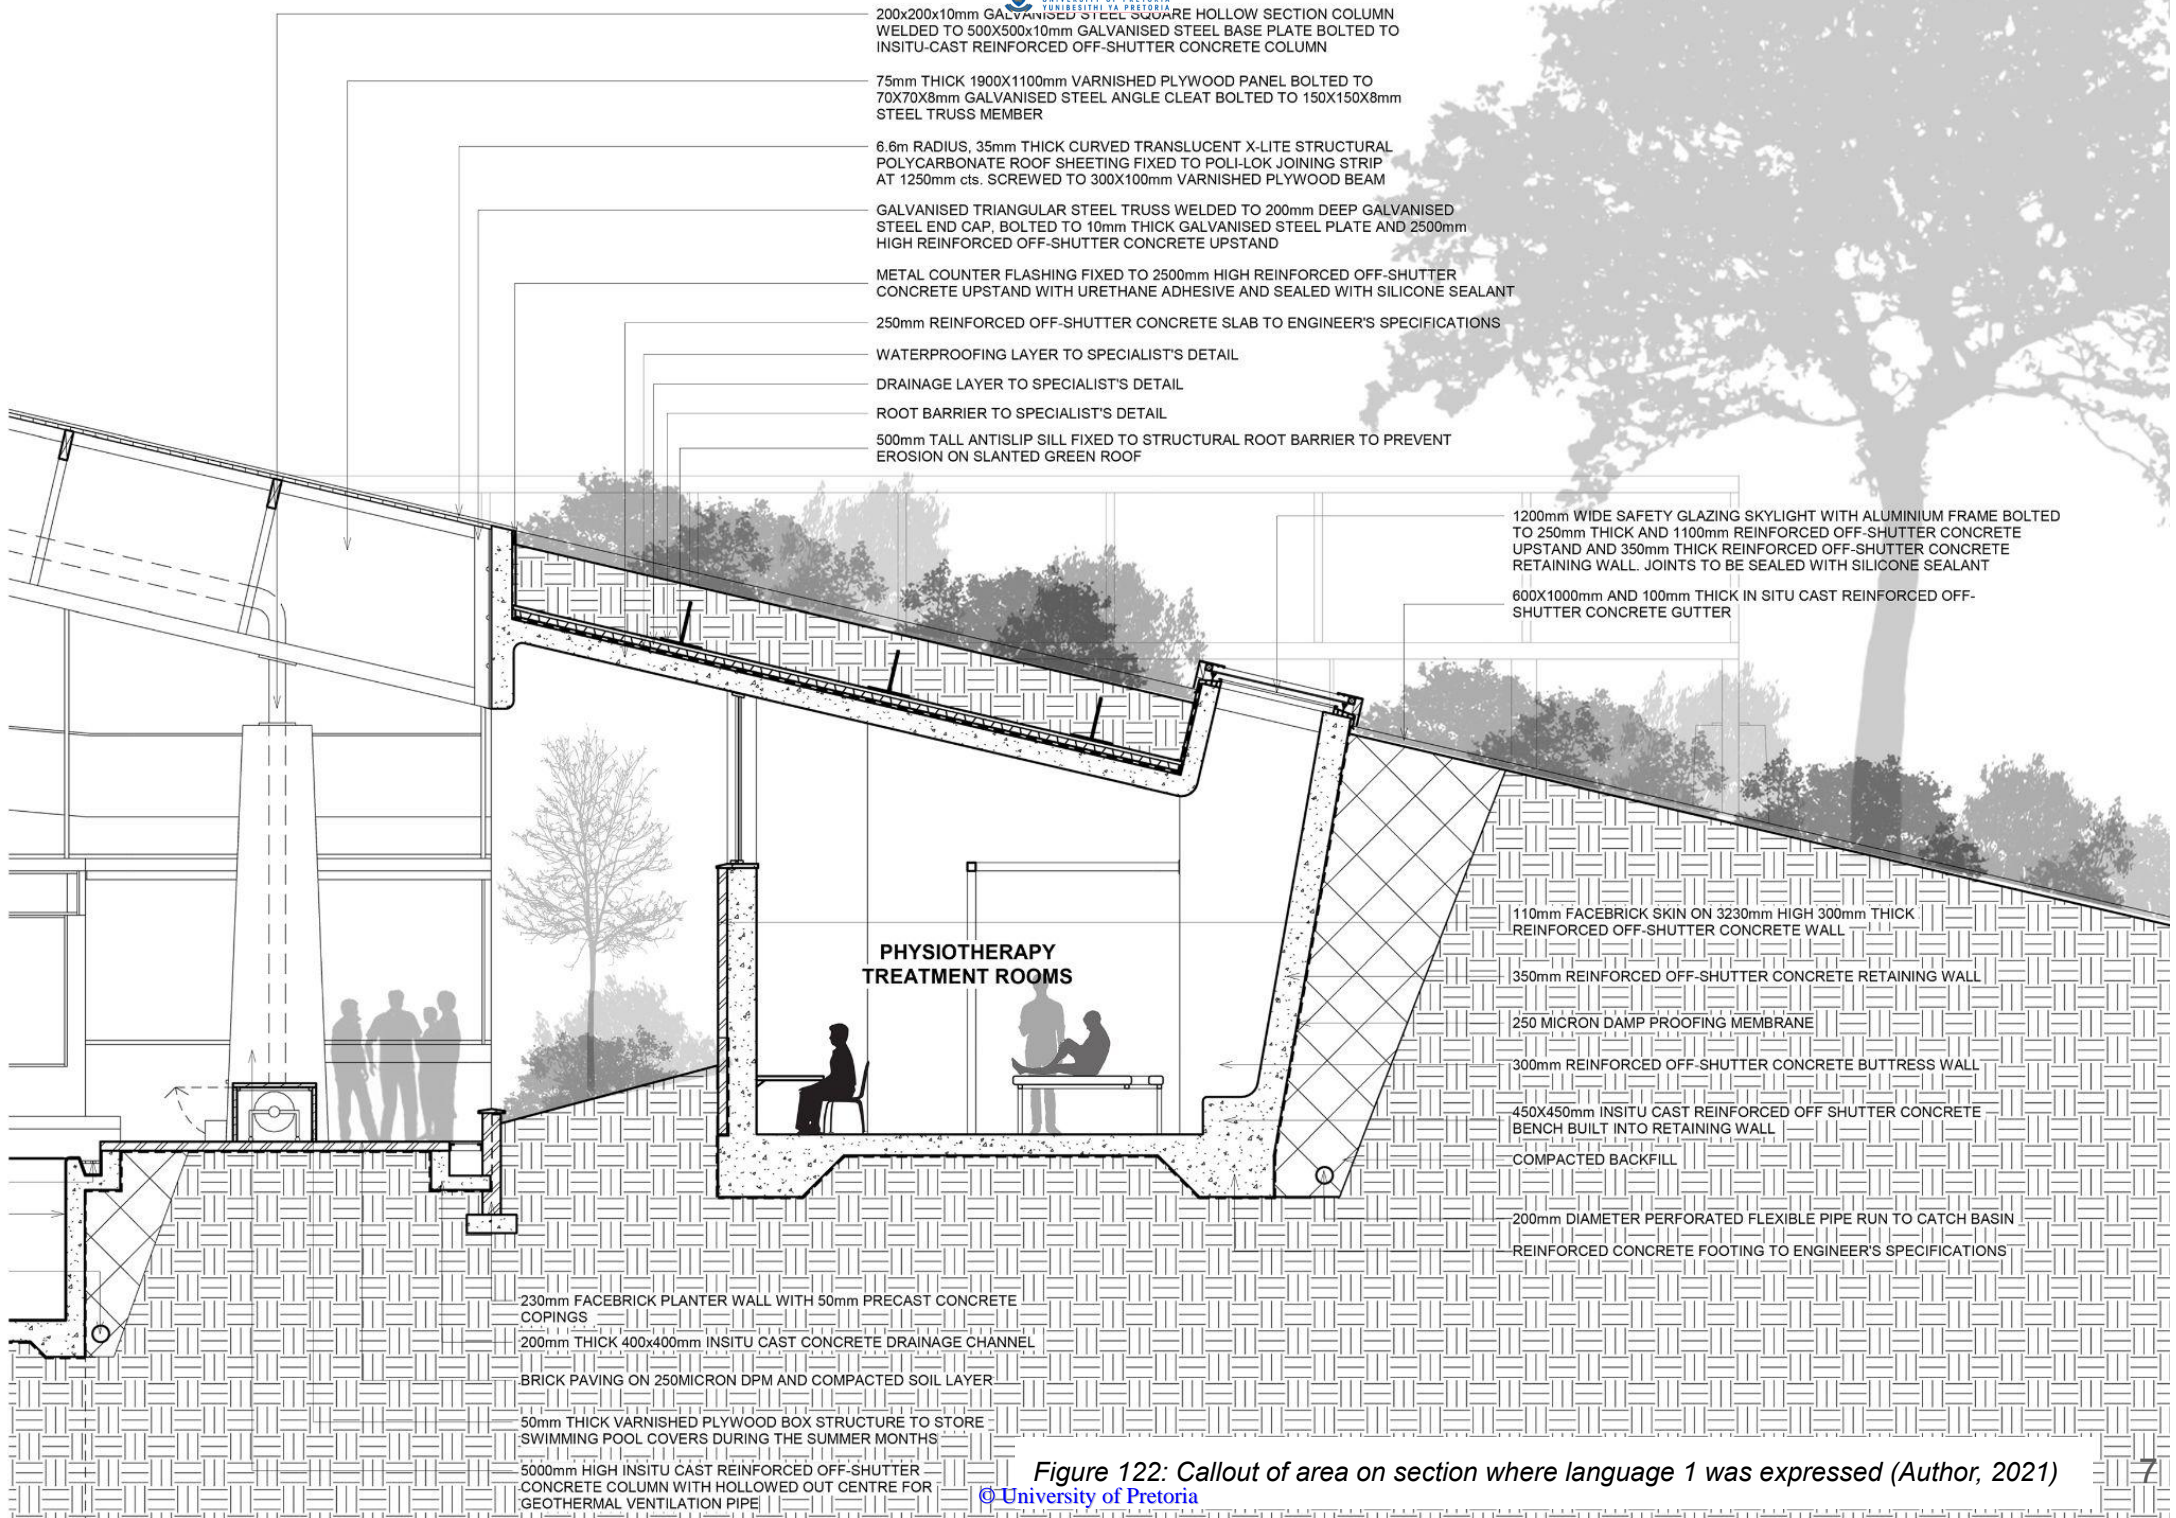 YUNIBESITHI YA PRETORIA
200x200x10mm GALVANISED STEEL SQUARE HOLLOW SECTION COLUMN
WELDED TO 500X500x10mm GALVANISED STEEL BASE PLATE BOLTED TO
INSITU-CAST REINFORCED OFF-SHUTTER CONCRETE COLUMN
75mm THICK 1900X1100mm VARNISHED PLYWOOD PANEL BOLTED TO
70X70X8mm GALVANISED STEEL ANGLE CLEAT BOLTED TO 150X150X8mm
STEEL TRUSS MEMBER
6.6m RADIUS, 35mm THICK CURVED TRANSLUCENT X-LITE STRUCTURAL
POLYCARBONATE ROOF SHEETING FIXED TO POLI-LOK JOINING STRIP
AT 1250mm cts. SCREWED TO 300X100mm VARNISHED PLYWOOD BEAM
GALVANISED TRIANGULAR STEEL TRUSS WELDED TO 200mm DEEP GALVANISED
STEEL END CAP, BOLTED TO 10mm THICK GALVANISED STEEL PLATE AND 2500mm
HIGH REINFORCED OFF-SHUTTER CONCRETE UPSTAND
METAL COUNTER FLASHING FIXED TO 2500mm HIGH REINFORCED OFF-SHUTTER
CONCRETE UPSTAND WITH URETHANE ADHESIVE AND SEALED WITH SILICONE SEALANT
250mm REINFORCED OFF-SHUTTER CONCRETE SLAB TO ENGINEER'S SPECIFICATIONS
WATERPROOFING LAYER TO SPECIALIST'S DETAIL
DRAINAGE LAYER TO SPECIALIST'S DETAIL
ROOT BARRIER TO SPECIALIST'S DETAIL
500mm TALL ANTISLIP SILL FIXED TO STRUCTURAL ROOT BARRIER TO PREVENT
EROSION ON SLANTED GREEN ROOF
1200mm WIDE SAFETY GLAZING SKYLIGHT WITH ALUMINIUM FRAME BOLTED
TO 250mm THICK AND 1100mm REINFORCED OFF-SHUTTER CONCRETE
UPSTAND AND 350mm THICK REINFORCED OFF-SHUTTER CONCRETE
RETAINING WALL. JOINTS TO BE SEALED WITH SILICONE SEALANT
600X1000mm AND 100mm THICK IN SITU CAST REINFORCED OFF-
SHUTTER CONCRETE GUTTER
PHYSIOTHERAPY
TREATMENT ROOMS
110mm FACEBRICK SKIN ON 3230mm HIGH 300mm THICK
REINFORCED OFF-SHUTTER CONCRETE WALL
350mm REINFORCED OFF-SHUTTER CONCRETE RETAINING WALL
250 MICRON DAMP PROOFING MEMBRANE
300mm REINFORCED OFF-SHUTTER CONCRETE BUTTRESS WALL
450X450mm INSITU CAST REINFORCED OFF SHUTTER CONCRETE
BENCH BUILT INTO RETAINING WALL
COMPACTED BACKFILL
200mm DIAMETER PERFORATED FLEXIBLE PIPE RUN TO CATCH BASIN
REINFORCED CONCRETE FOOTING TO ENGINEER'S SPECIFICATIONS
230mm FACEBRICK PLANTER WALL WITH 50mm PRECAST CONCRETE
COPINGS
200mm THICK 400x400mm INSITU CAST CONCRETE DRAINAGE CHANNEL
BRICK PAVING ON 250MICRON DPM AND COMPACTED SOIL LAYER
50mm THICK VARNISHED PLYWOOD BOX STRUCTURE TO STORE
SWIMMING POOL COVERS DURING THE SUMMER MONTHS
5000mm HIGH INSITU CAST REINFORCED OFF-SHUTTER
CONCRETE COLUMN WITH HOLLOWED OUT CENTRE FOR
GEOTHERMAL VENTILATION PIPE
Figure 122: Callout of area on section where language 1 was expressed (Author, 2021)
7
© University of Pretoria